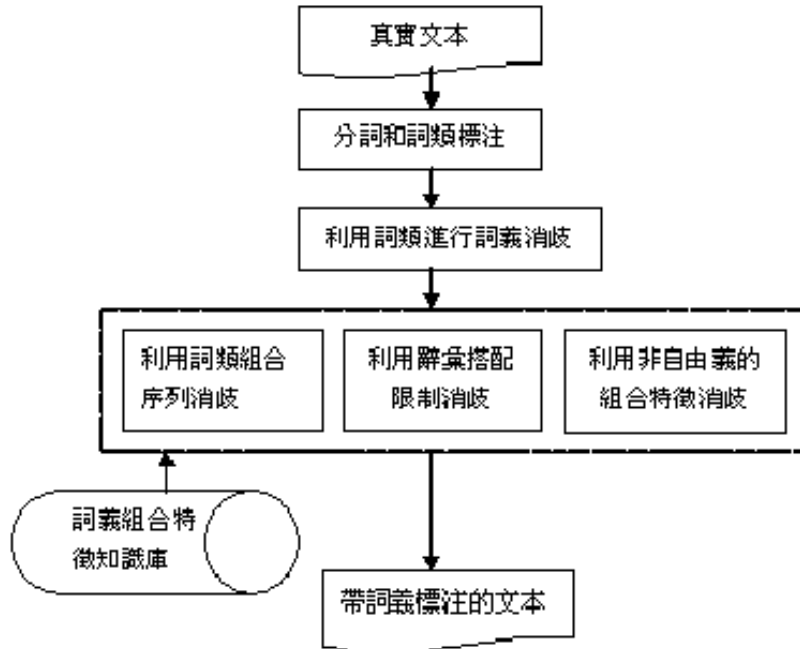 真實文本
分詞和詞類標注
利用詞類進行詞義消歧
利用詞類組合
序列消歧
利用辭彙搭配
限制消歧
利用非自由義的
組合特徵消歧
詞義組合特
徵知識庫
帶詞義標注的文本